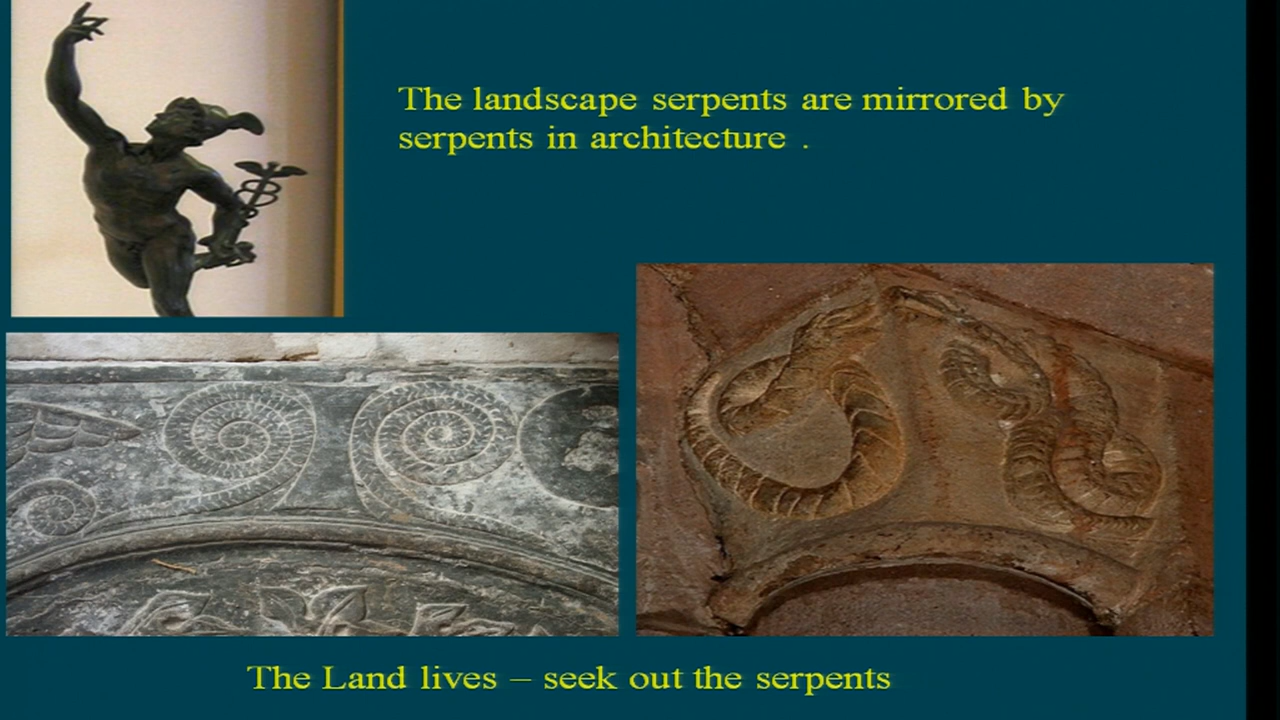 The landscape serpents are mirrored by
serpents in architecture .
The Land lives – seek out the serpents